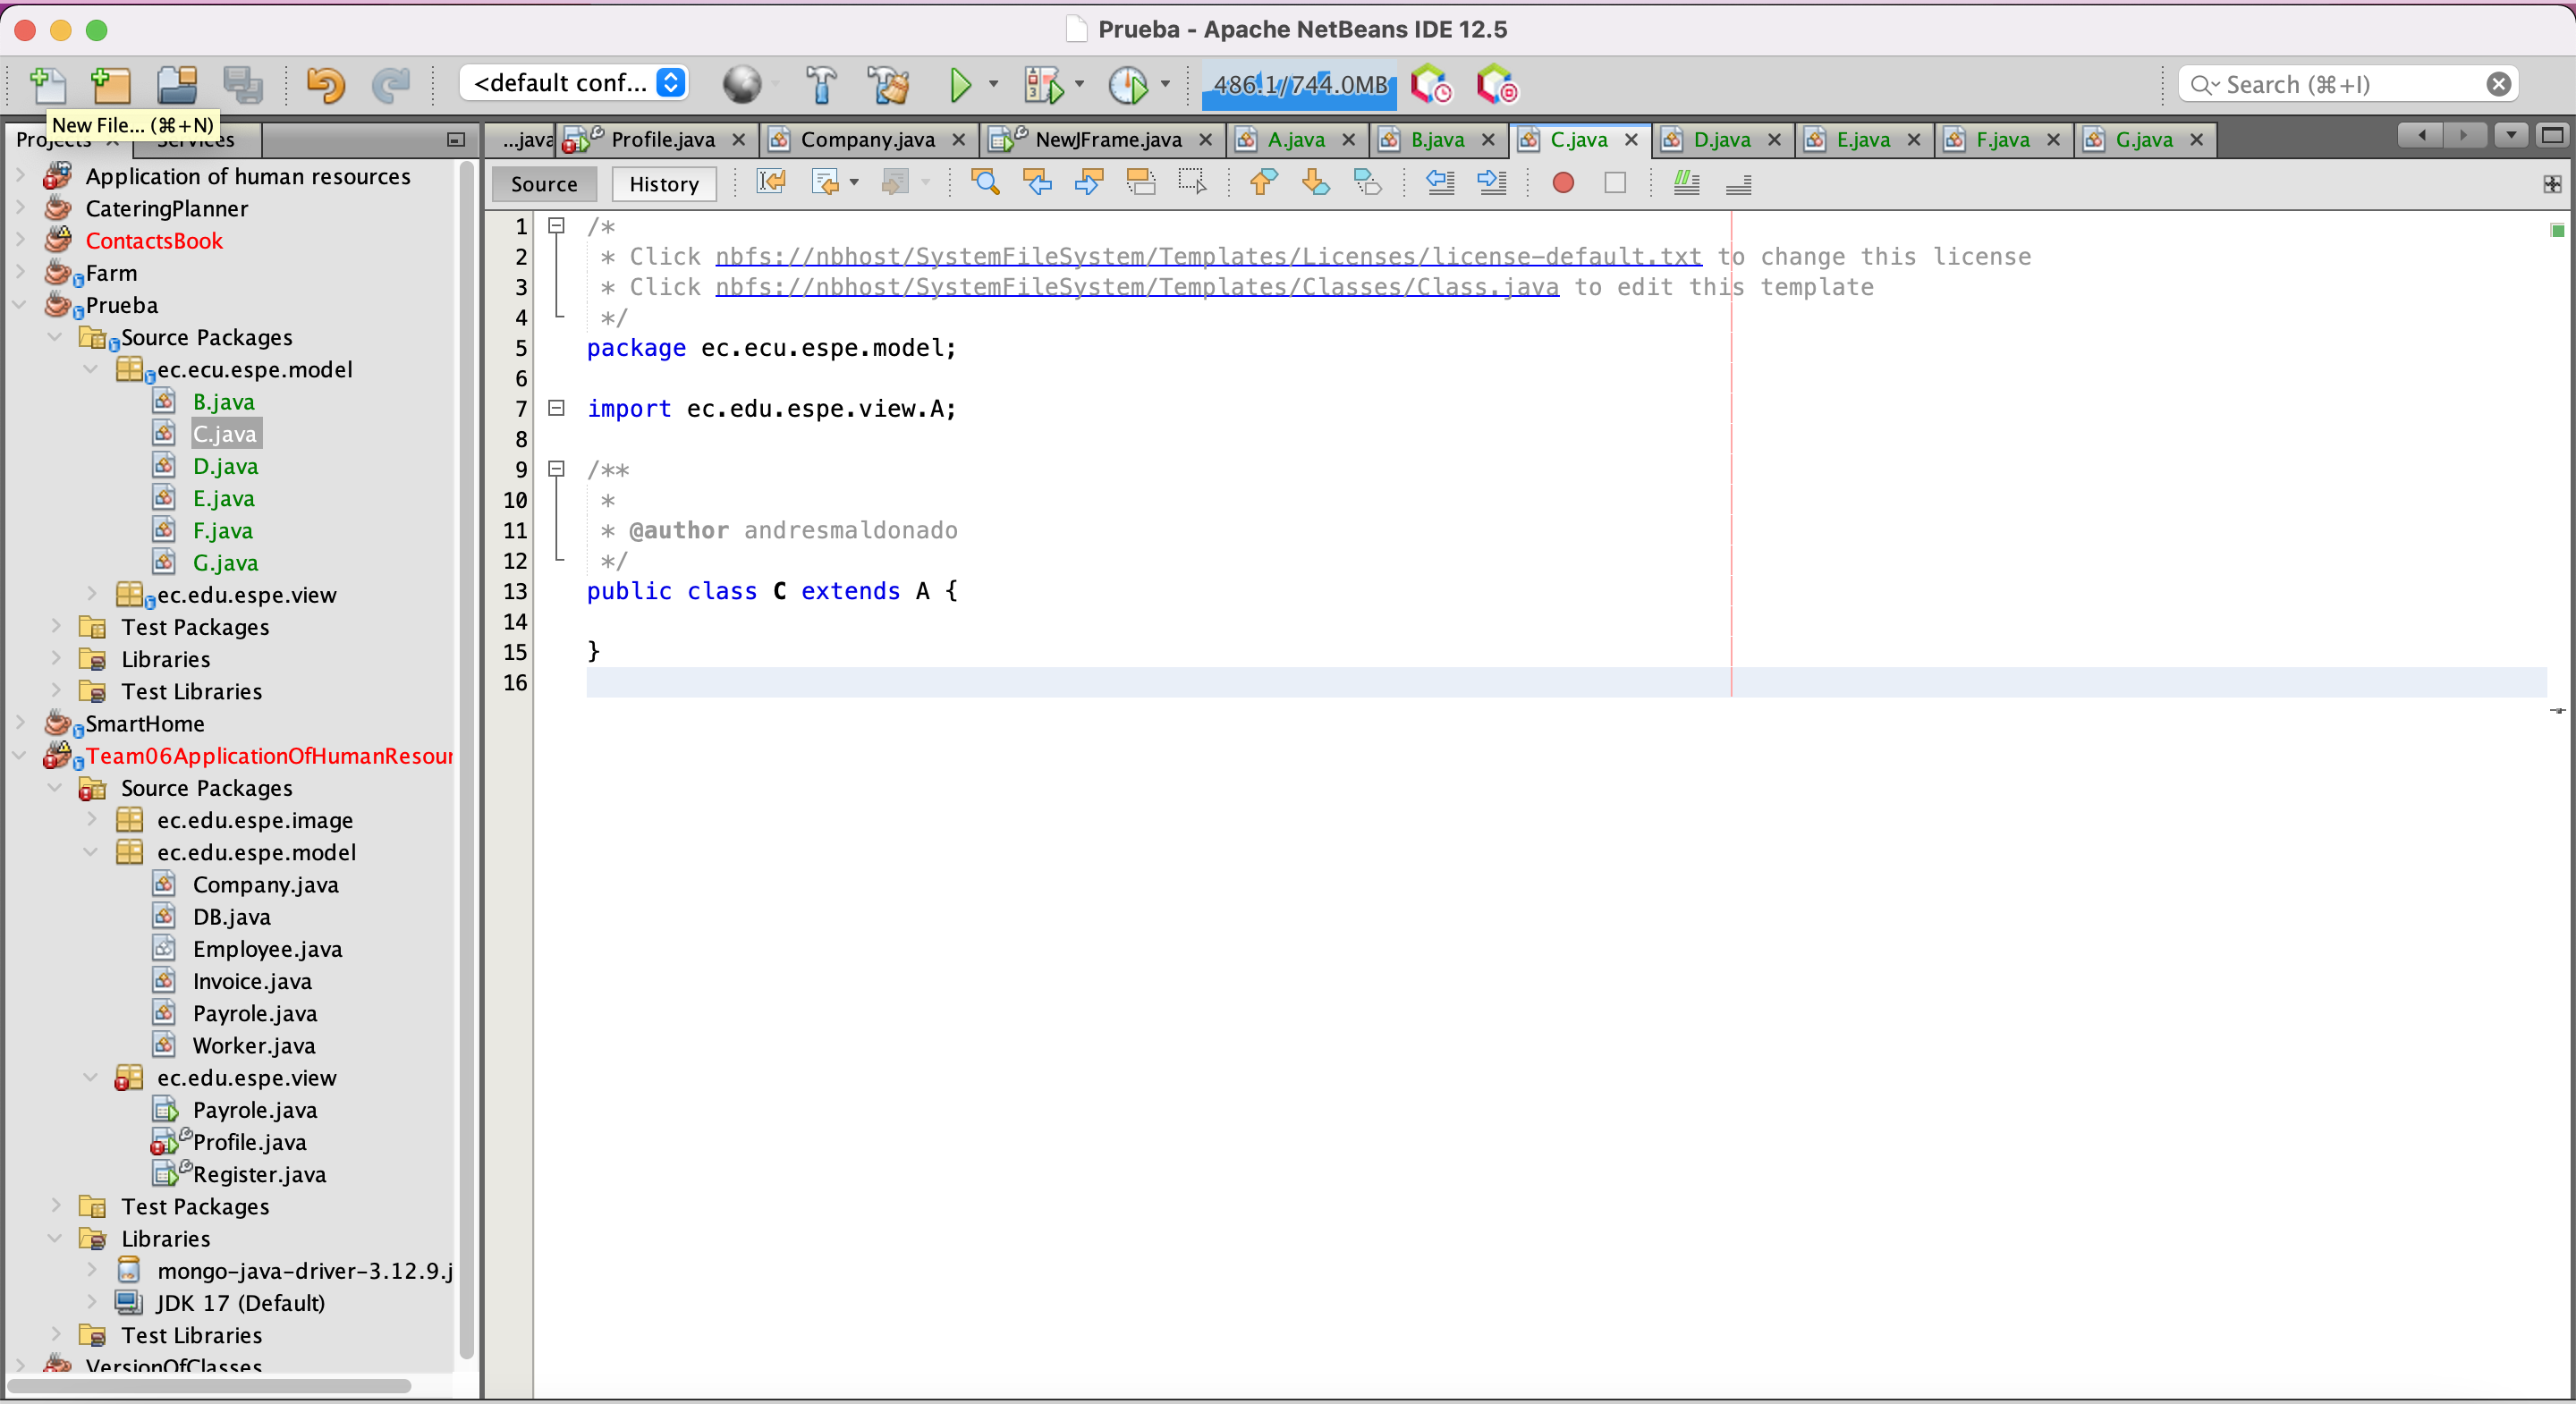 Prueba - Apache NetBeans IDE 12.5
<default conf...
486.1/744.0MB
Search (⌘+I)
New File... (⌘+N)
Projects
Services
...java
Profile.java
Company.java
NewJFrame.java
A.java
B.java
C.java
D.java
E.java
F.java
G.java
Source
History
Application of human resources
CateringPlanner
ContactsBook
Farm
Prueba
Source Packages
ec.ecu.espe.model
B.java
C.java
D.java
E.java
F.java
G.java
ec.edu.espe.view
Test Packages
Libraries
Test Libraries
SmartHome
Team06ApplicationOfHumanResour
Source Packages
ec.edu.espe.image
ec.edu.espe.model
Company.java
DB.java
Employee.java
Invoice.java
Payrole.java
Worker.java
ec.edu.espe.view
Payrole.java
Profile.java
Register.java
Test Packages
Libraries
mongo-java-driver-3.12.9.j
JDK 17 (Default)
Test Libraries
VersionOfClasses
1 /*
2 * Click nbfs://nbhost/SystemFileSystem/Templates/Licenses/license-default.txt to change this license
3 * Click nbfs://nbhost/SystemFileSystem/Templates/Classes/Class.java to edit this template
4 */
5 package ec.ecu.espe.model;
6
7 import ec.edu.espe.view.A;
8
9 /**
10 *
11 * @author andresmaldonado
12 */
13 public class C extends A {
14
15 }
16